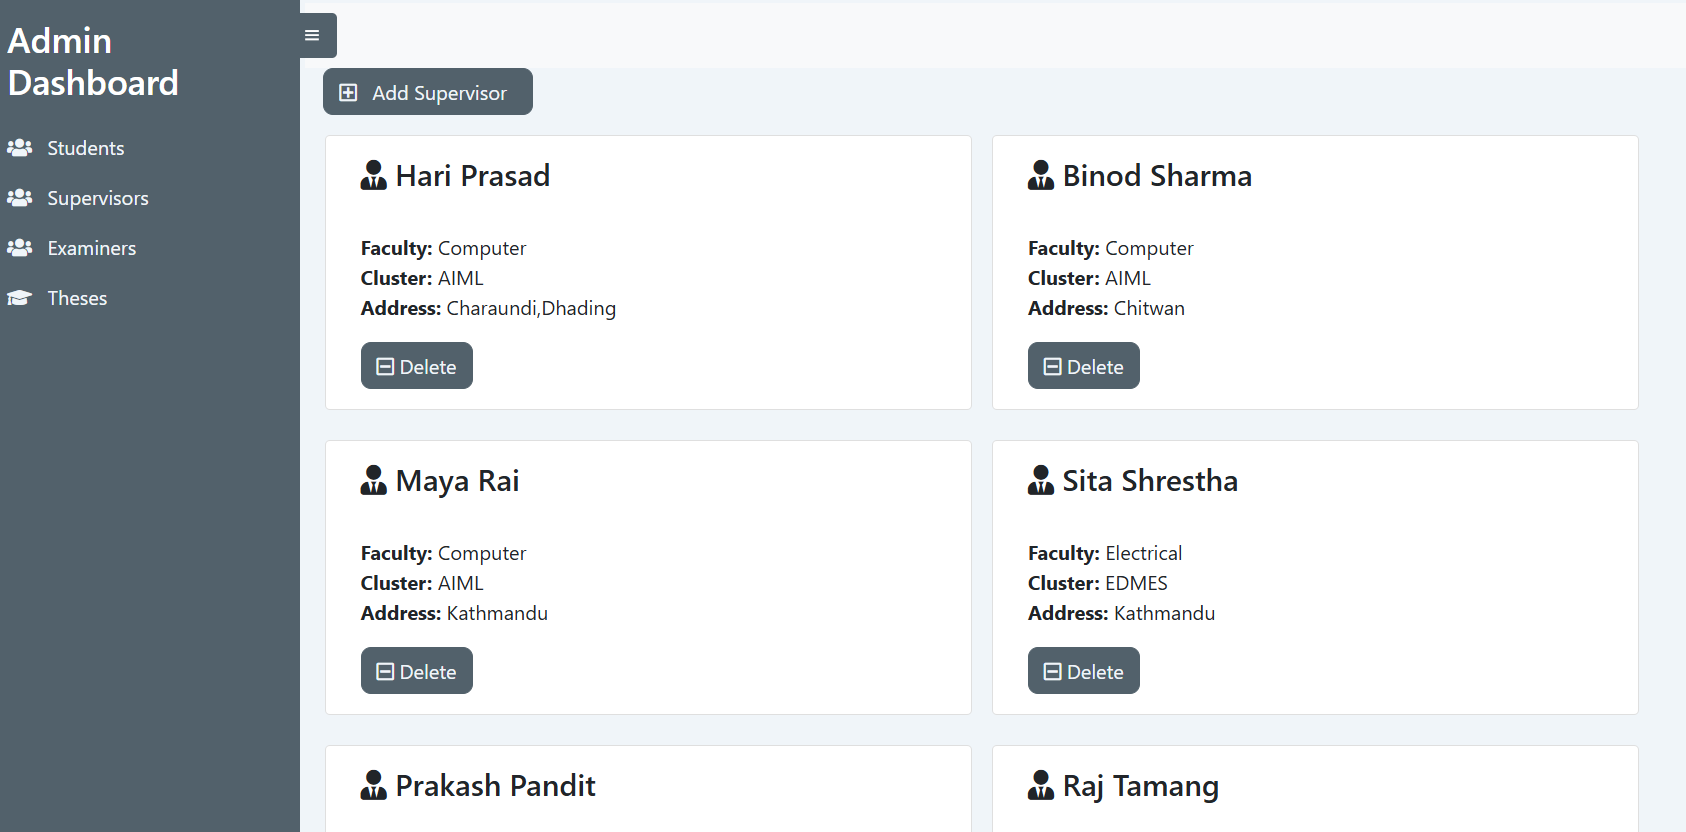 Admin
Dashboard
Students
Supervisors
Examiners
Theses
Add Supervisor
Hari Prasad
Faculty: Computer
Cluster: AIML
Address: Charaundi,Dhading
Delete
Binod Sharma
Faculty: Computer
Cluster: AIML
Address: Chitwan
Delete
Maya Rai
Faculty: Computer
Cluster: AIML
Address: Kathmandu
Delete
Sita Shrestha
Faculty: Electrical
Cluster: EDMES
Address: Kathmandu
Delete
Prakash Pandit
Raj Tamang